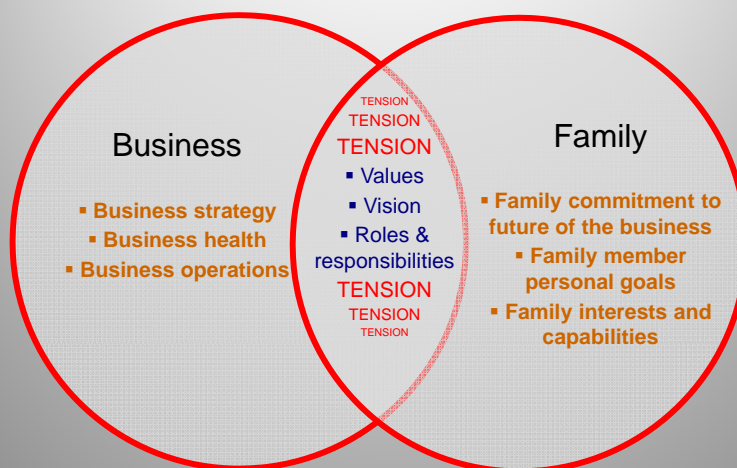 Business
▪ Business strategy
▪ Business health
▪ Business operations
TENSION
TENSION
TENSION
▪ Values
▪ Vision
▪ Roles &
responsibilities
TENSION
TENSION
TENSION
Family
▪ Family commitment to
future of the business
▪ Family member
personal goals
▪ Family interests and
capabilities